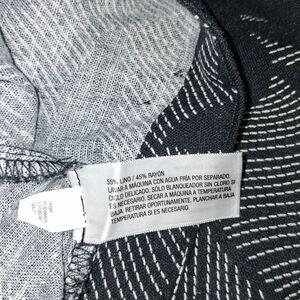 55% LINO / 45% RAYÓN
LAVAR A MÁQUINA CON AGUA FRÍA POR SEPARADO.
CICLO DELICADO. SÓLO BLANQUEADOR SIN CLORO SI
ES NECESARIO. SECAR A MÁQUINA A TEMPERATURA
BAJA. RETIRAR OPORTUNAMENTE. PLANCHAR A BAJA
TEMPERATURA SI ES NECESARIO.